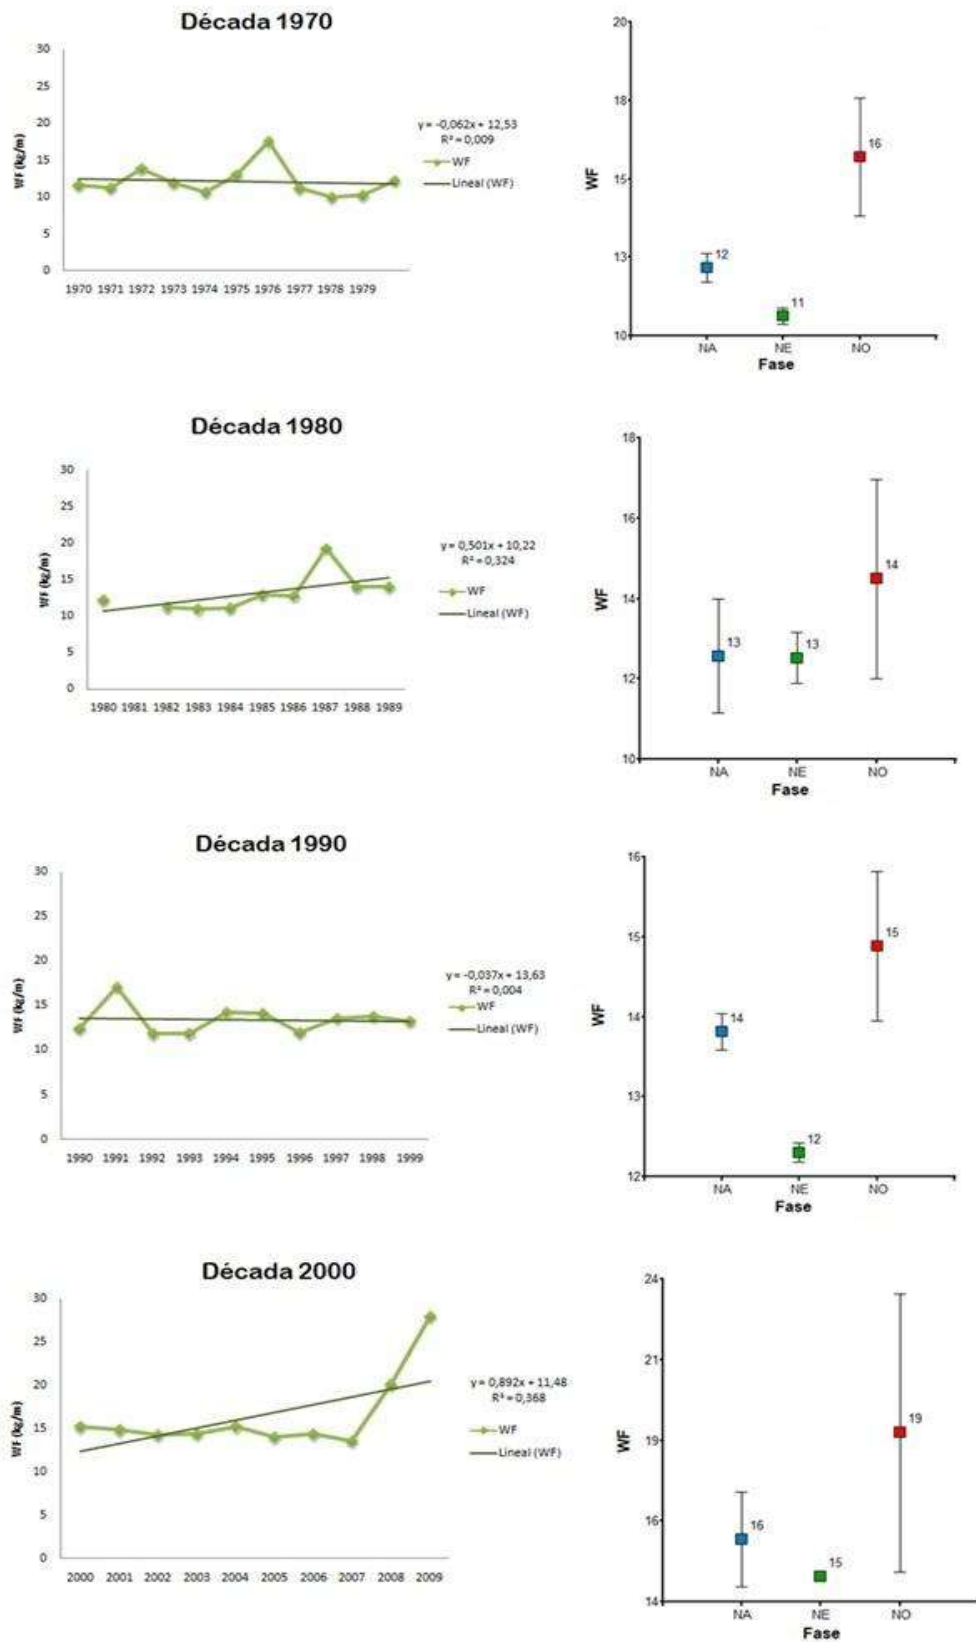 Década 1970
30
25
20
15
10
5
0
WF (kg/m)
1970 1971 1972 1973 1974 1975 1976 1977 1978 1979
y = -0,062x + 12,53
R² = 0,009
WF
Lineal (WF)
20
18
15
13
10
WF
12
11
16
NA NE NO
Fase
Década 1980
30
25
20
15
10
5
0
WF (kg/m)
1980 1981 1982 1983 1984 1985 1986 1987 1988 1989
y = 0,501x + 10,22
R² = 0,324
WF
Lineal (WF)
18
16
14
12
10
WF
13
13
14
NA NE NO
Fase
Década 1990
30
25
20
15
10
5
0
WF (kg/m)
1990 1991 1992 1993 1994 1995 1996 1997 1998 1999
y = -0,037x + 13,63
R² = 0,004
WF
Lineal (WF)
16
15
14
13
12
WF
14
12
15
NA NE NO
Fase
Década 2000
30
25
20
15
10
5
0
WF (kg/m)
2000 2001 2002 2003 2004 2005 2006 2007 2008 2009
y = 0,892x + 11,48
R² = 0,368
WF
Lineal (WF)
24
21
19
16
14
WF
16
15
19
NA NE NO
Fase